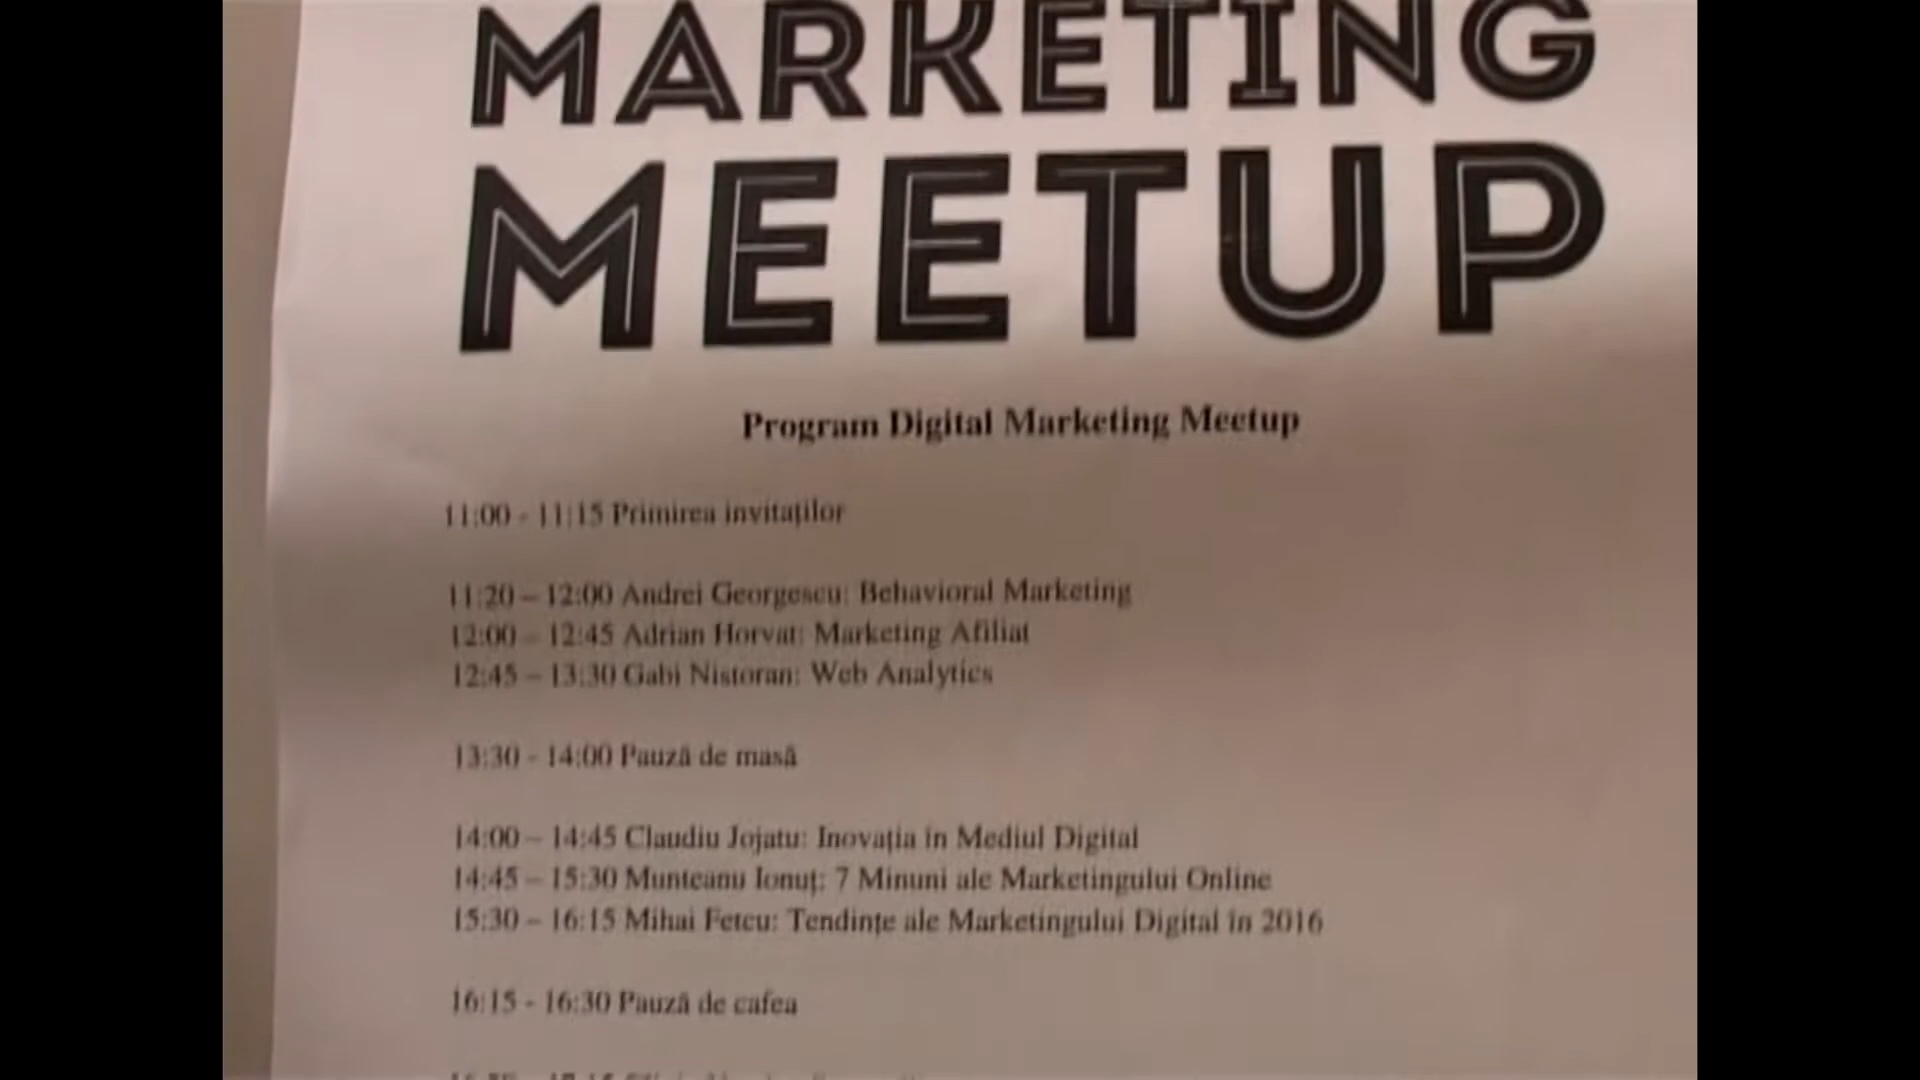 MARKETING
MEETUP
Program Digital Marketing Meetup
11:00 - 11:15 Primirea invitaților
11:20 – 12:00 Andrei Georgescu: Behavioral Marketing
12:00 – 12:45 Adrian Horvat: Marketing Afiliat
12:45 – 13:30 Gabi Nistoran: Web Analytics
13:30 - 14:00 Pauză de masă
14:00 – 14:45 Claudiu Jojatu: Inovația în Mediul Digital
14:45 – 15:30 Munteanu Ionuț: 7 Minuni ale Marketingului Online
15:30 – 16:15 Mihai Fetcu: Tendințe ale Marketingului Digital în 2016
16:15 - 16:30 Pauză de cafea